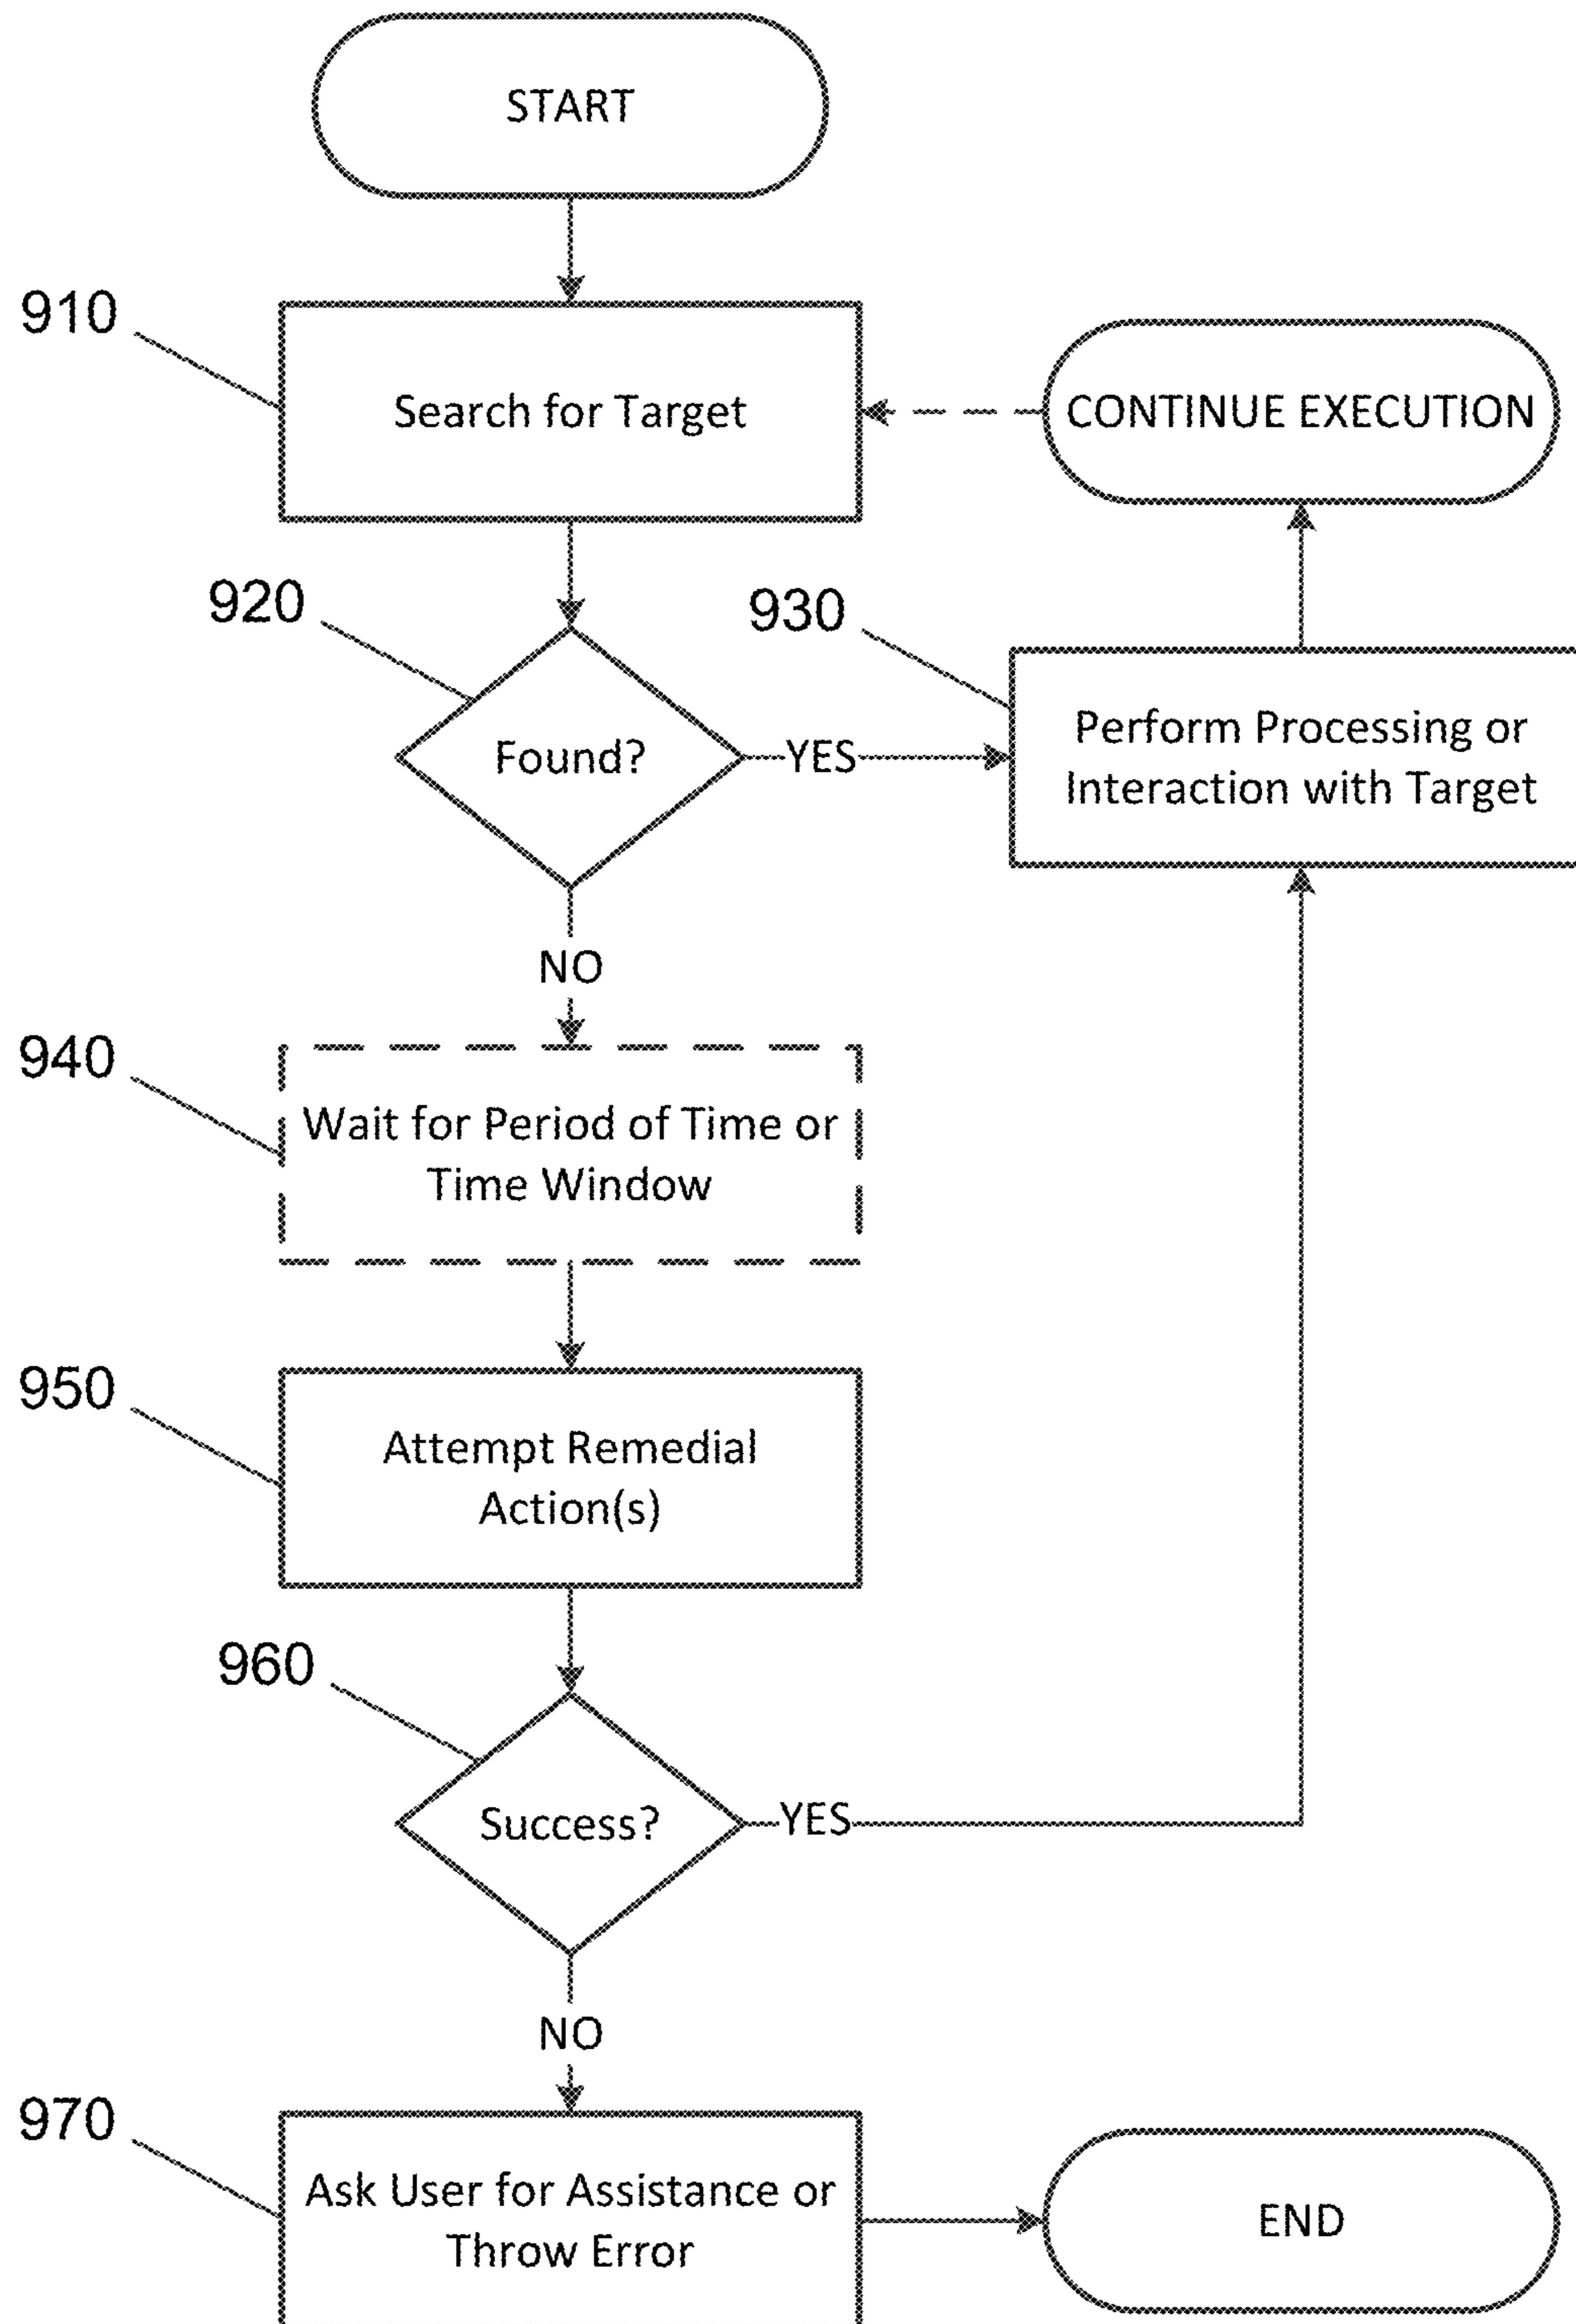 START
910
Search for Target
CONTINUE EXECUTION
920
930
Found?
YES
Perform Processing or
Interaction with Target
NO
940
Wait for Period of Time or
Time Window
950
Attempt Remedial
Action(s)
960
Success?
YES
NO
970
Ask User for Assistance or
Throw Error
END